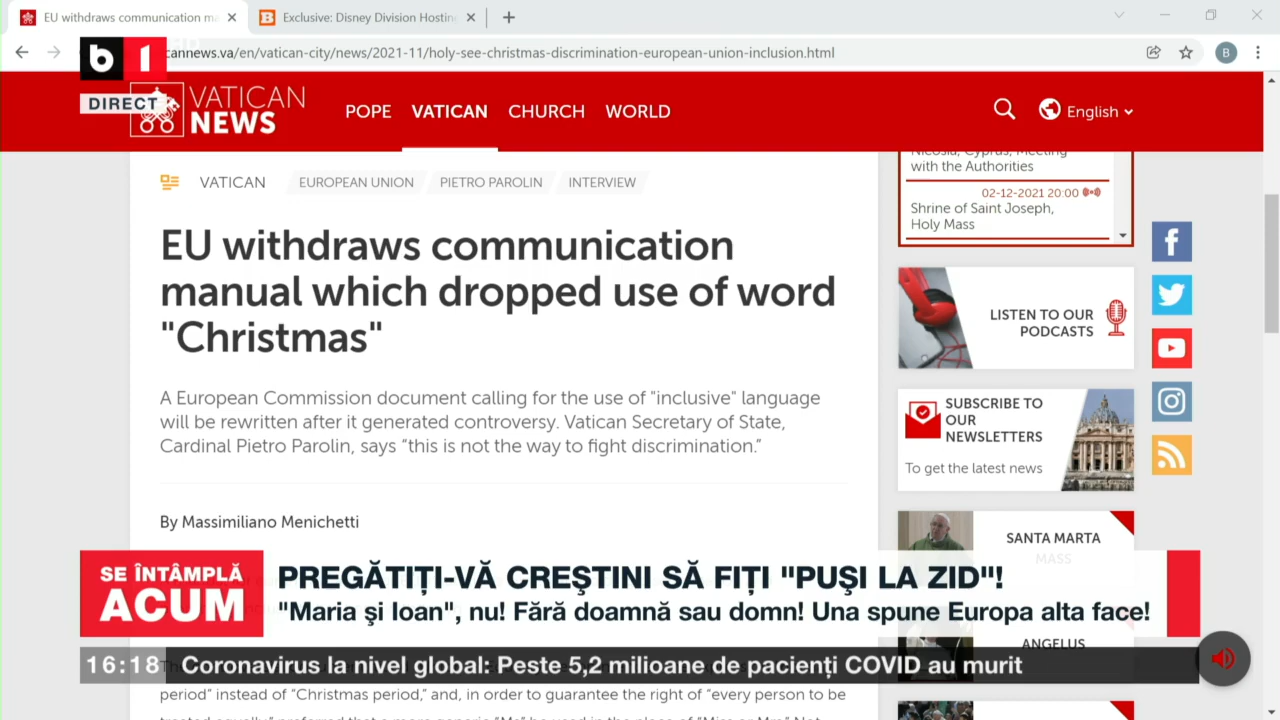 EU withdraws communication ma
Exclusive: Disney Division Hostin
cannews.va/en/vatican-city/news/2021-11/holy-see-christmas-discrimination-european-union-inclusion.html
B
b 1
DIRECT
VATICAN
NEWS
POPE VATICAN CHURCH WORLD
English
VATICAN EUROPEAN UNION PIETRO PAROLIN INTERVIEW
EU withdraws communication
manual which dropped use of word
"Christmas"
A European Commission document calling for the use of "inclusive" language
will be rewritten after it generated controversy. Vatican Secretary of State,
Cardinal Pietro Parolin, says “this is not the way to fight discrimination.”
By Massimiliano Menichetti
Nicosia, Cyprus, Meeting
with the Authorities
02-12-2021 20:00
Shrine of Saint Joseph,
Holy Mass
LISTEN TO OUR
PODCASTS
SUBSCRIBE TO
OUR
NEWSLETTERS
To get the latest news
SANTA MARTA
MASS
ANGELUS
SE ÎNTÂMPLĂ
ACUM
PREGĂTIȚI-VĂ CREŞTINI SĂ FIȚI "PUŞI LA ZID"!
"Maria şi Ioan", nu! Fără doamnă sau domn! Una spune Europa alta face!
16:18 Coronavirus la nivel global: Peste 5,2 milioane de pacienți COVID au murit
period” instead of “Christmas period,” and, in order to guarantee the right of “every person to be